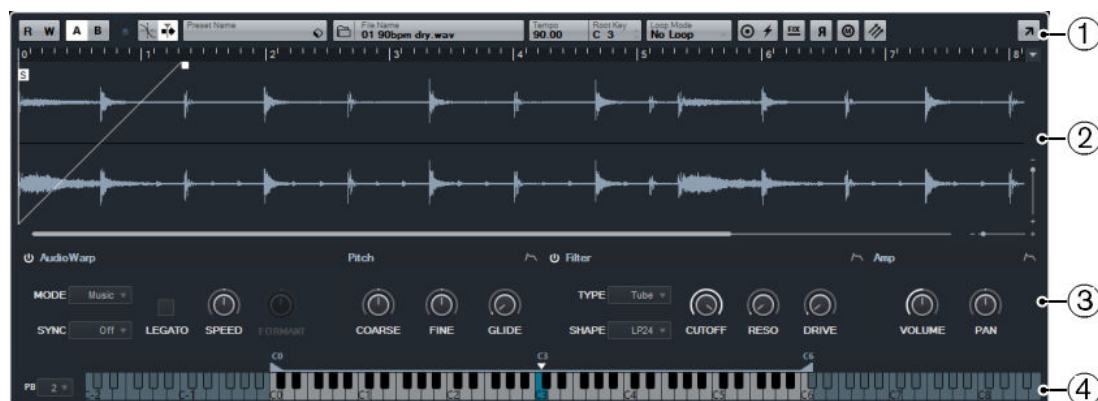 R W A B Preset Name File Name Tempo Root Key Loop Mode
01 90bpm dry.wav 90.00 C 3 No Loop FIX R M 1
0 1 2 3 4 5 6 7 8
S
2
AudioWarp Pitch Filter Amp
MODE Music TYPE Tube 3
SYNC Off LEGATO SPEED FORMANT COARSE FINE GLIDE SHAPE LP24 CUTOFF RESO DRIVE VOLUME PAN
C0 C3 C6
PB 2 C-2 C-1 C0 C1 C2 C3 C4 C5 C6 C7 C8 4